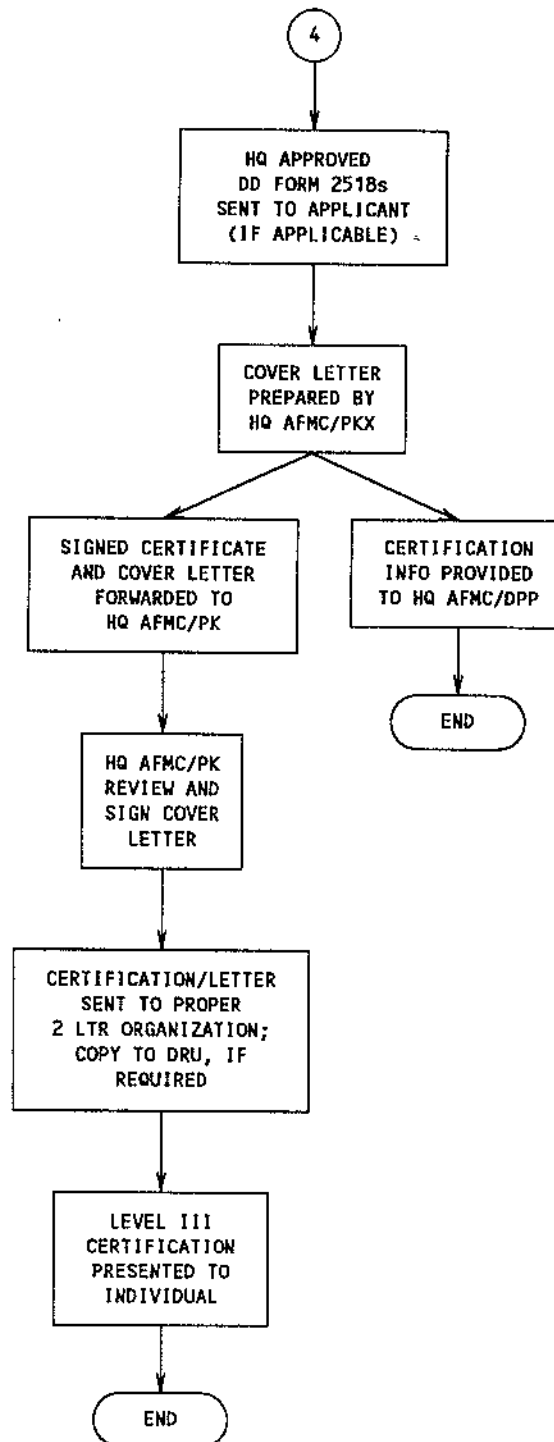 4
HQ APPROVED
DD FORM 2518s
SENT TO APPLICANT
(IF APPLICABLE)
COVER LETTER
PREPARED BY
HQ AFMC/PKX
SIGNED CERTIFICATE
AND COVER LETTER
FORWARDED TO
HQ AFMC/PK
CERTIFICATION
INFO PROVIDED
TO HQ AFMC/DPP
END
HQ AFMC/PK
REVIEW AND
SIGN COVER
LETTER
CERTIFICATION/LETTER
SENT TO PROPER
2 LTR ORGANIZATION;
COPY TO DRU, IF
REQUIRED
LEVEL III
CERTIFICATION
PRESENTED TO
INDIVIDUAL
END